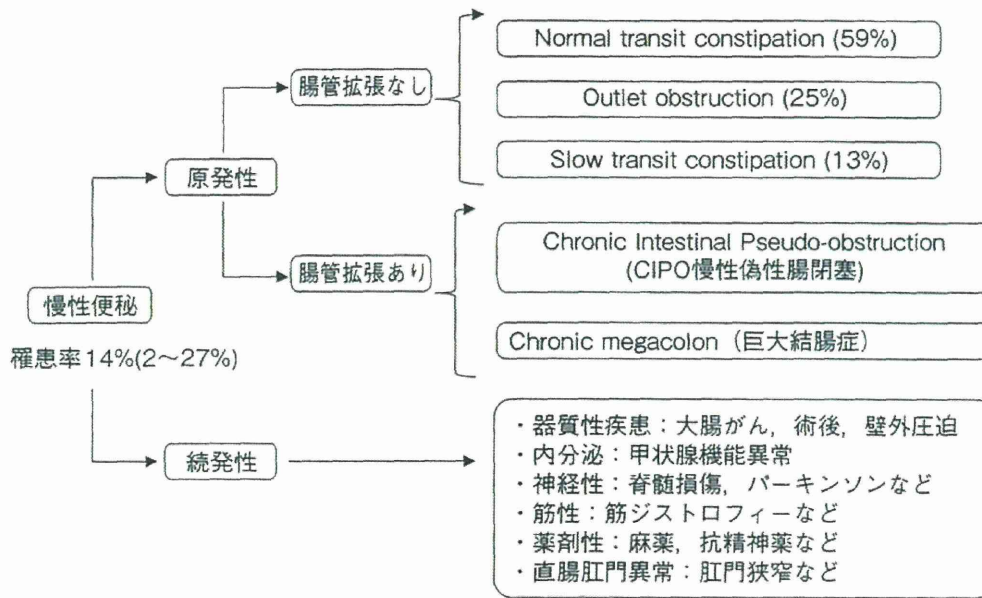 慢性便秘
罹患率14%(2〜27%)
原発性
腸管拡張なし
Normal transit constipation (59%)
Outlet obstruction (25%)
Slow transit constipation (13%)
腸管拡張あり
Chronic Intestinal Pseudo-obstruction
(CIPO慢性偽性腸閉塞)
Chronic megacolon（巨大結腸症）
続発性
・器質性疾患：大腸がん，術後，壁外圧迫
・内分泌：甲状腺機能異常
・神経性：脊髄損傷，パーキンソンなど
・筋性：筋ジストロフィーなど
・薬剤性：麻薬，抗精神薬など
・直腸肛門異常：肛門狭窄など